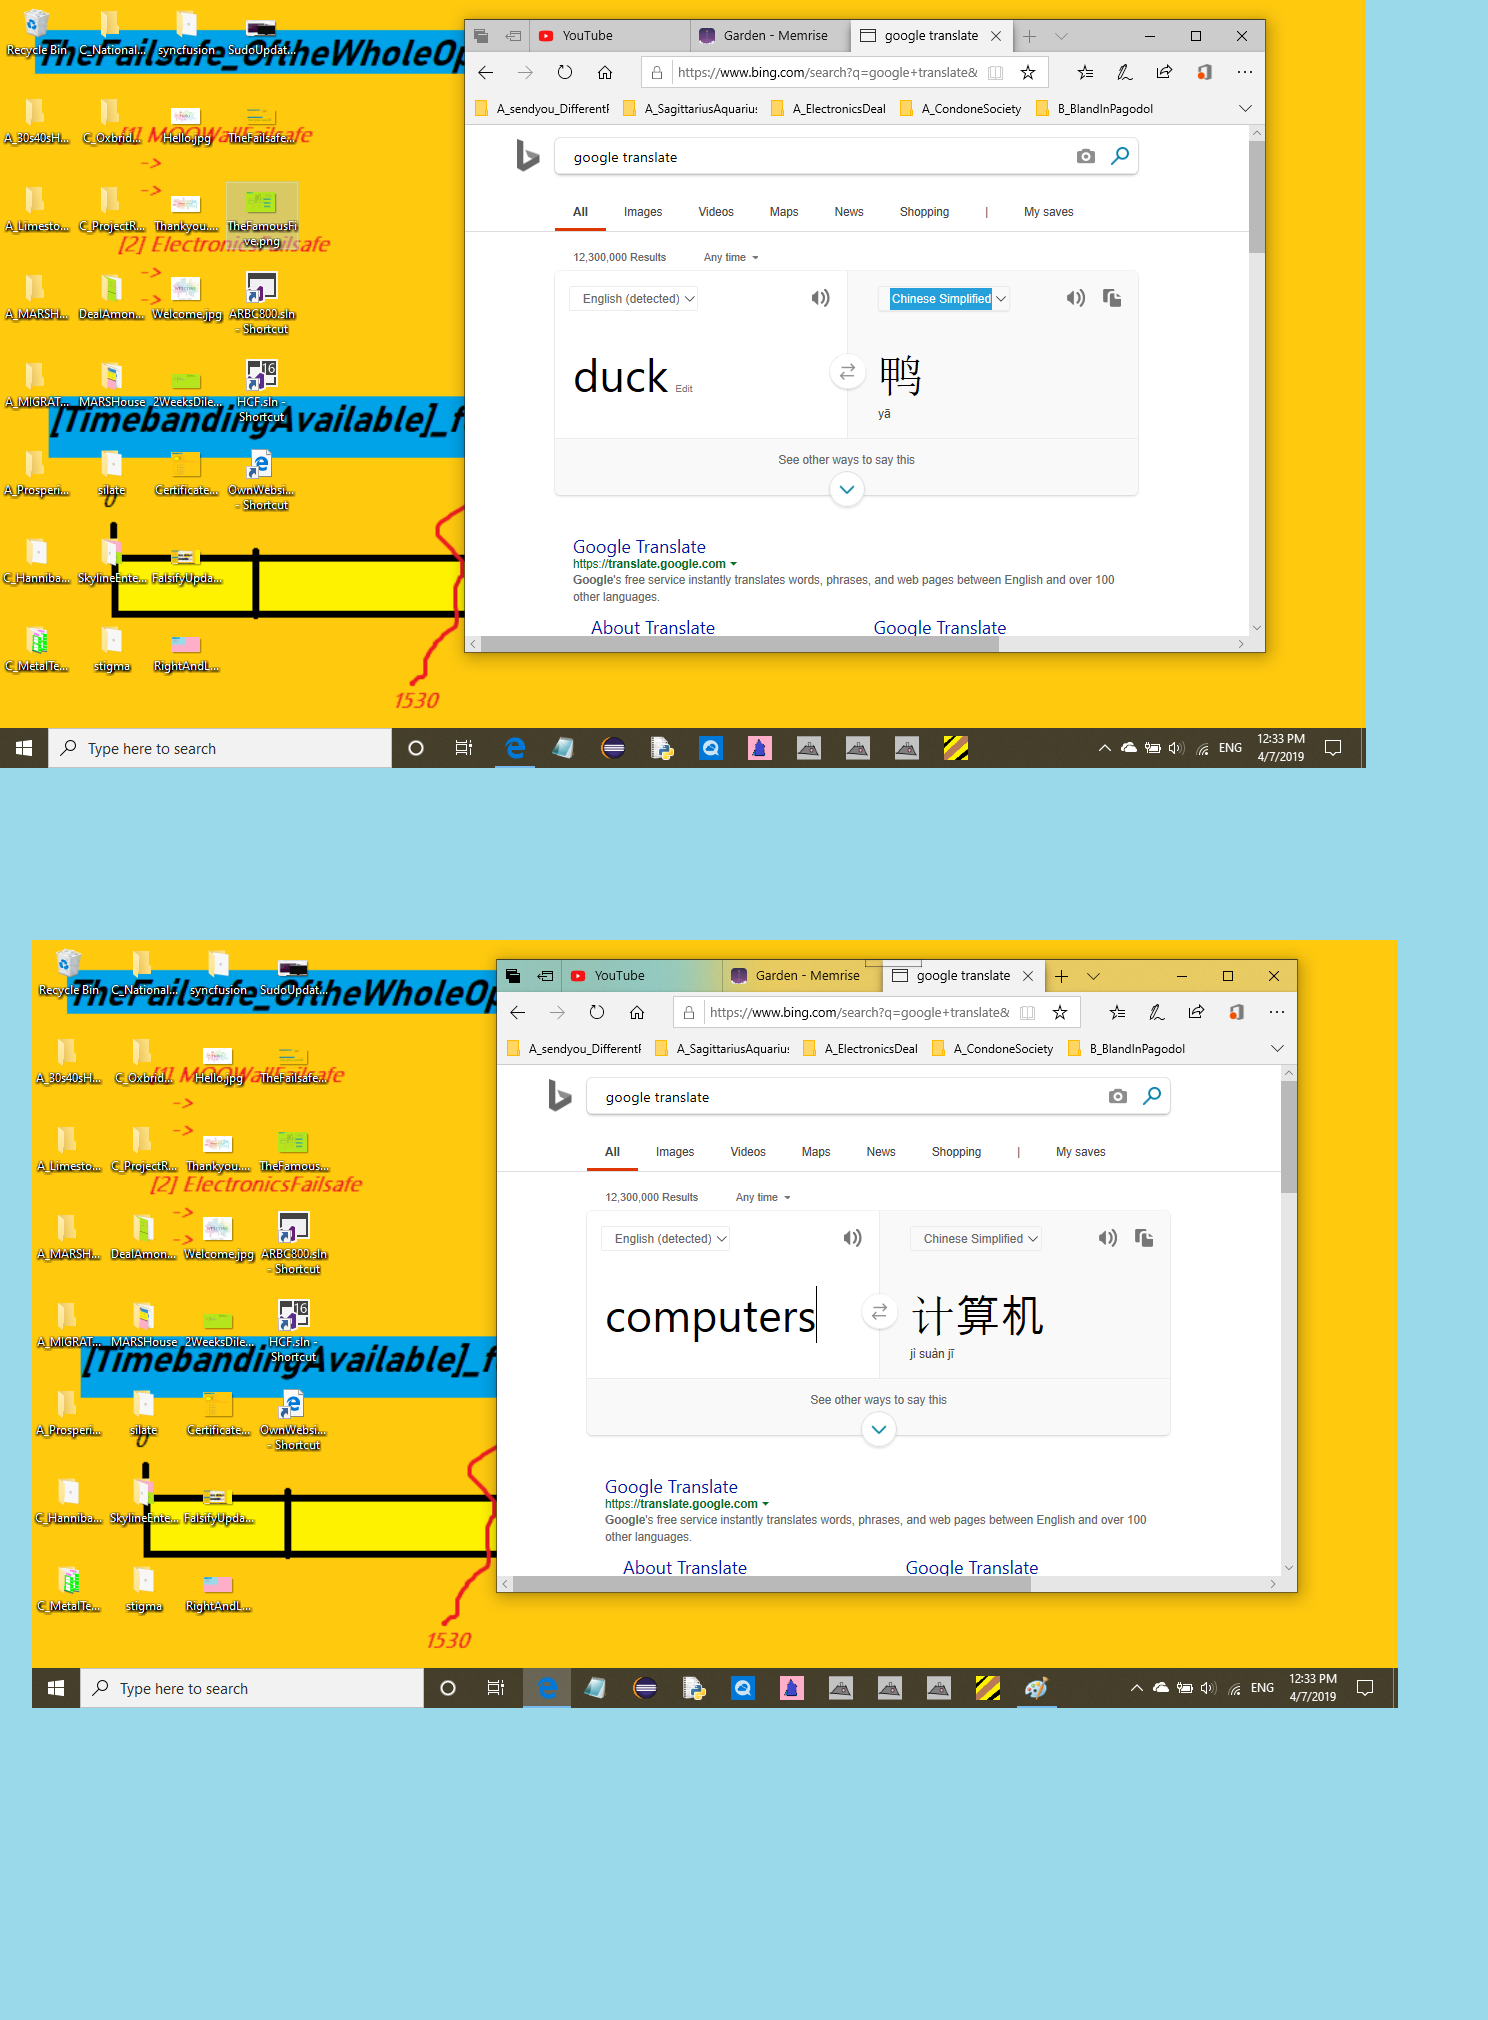 TheFailsafe_OftheWholeOp
Recycle Bin
C_National...
syncfusion
SudoUpdat...
[1] MOOWallFailsafe
A_30s40sH...
C_Oxbrid...
Hello.jpg
TheFailsafe...
->
->
A_Limesto...
C_ProjectR...
Thankyou....
TheFamousFi
ve.png
[2] ElectronicsFailsafe
->
->
A_MARSH...
DealAmon...
Welcome.jpg
ARBC800.sln
- Shortcut
A_MIGRAT...
MARSHouse
2WeeksDile...
HCF.sln -
Shortcut
[TimebandingAvailable]_f
A_Prosperi...
silate
Certificate...
OwnWebsi...
- Shortcut
C_Hanniba...
SkylineEnte...
FalsifyUpda...
C_MetalTe...
stigma
RightAndL...
1530
YouTube
Garden - Memrise
google translate
https://www.bing.com/search?q=google+translate&
A_sendyou_DifferentF
A_SagittariusAquarius
A_ElectronicsDeal
A_CondoneSociety
B_BlandInPagodol
google translate
All Images Videos Maps News Shopping | My saves
12,300,000 Results Any time
English (detected)
Chinese Simplified
duck Edit
鸭
yā
See other ways to say this
Google Translate
https://translate.google.com
Google's free service instantly translates words, phrases, and web pages between English and over 100
other languages.
About Translate Google Translate
Type here to search
ENG
12:33 PM
4/7/2019
TheFailsafe_OftheWholeOp
Recycle Bin
C_National...
syncfusion
SudoUpdat...
[1] MOOWallFailsafe
A_30s40sH...
C_Oxbrid...
Hello.jpg
TheFailsafe...
->
->
A_Limesto...
C_ProjectR...
Thankyou....
TheFamous...
[2] ElectronicsFailsafe
->
->
A_MARSH...
DealAmon...
Welcome.jpg
ARBC800.sln
- Shortcut
A_MIGRAT...
MARSHouse
2WeeksDile...
HCF.sln -
Shortcut
[TimebandingAvailable]_f
A_Prosperi...
silate
Certificate...
OwnWebsi...
- Shortcut
C_Hanniba...
SkylineEnte...
FalsifyUpda...
C_MetalTe...
stigma
RightAndL...
1530
YouTube
Garden - Memrise
google translate
https://www.bing.com/search?q=google+translate&
A_sendyou_DifferentF
A_SagittariusAquarius
A_ElectronicsDeal
A_CondoneSociety
B_BlandInPagodol
google translate
All Images Videos Maps News Shopping | My saves
12,300,000 Results Any time
English (detected)
Chinese Simplified
computers
计算机
jì suàn jī
See other ways to say this
Google Translate
https://translate.google.com
Google's free service instantly translates words, phrases, and web pages between English and over 100
other languages.
About Translate Google Translate
Type here to search
ENG
12:33 PM
4/7/2019